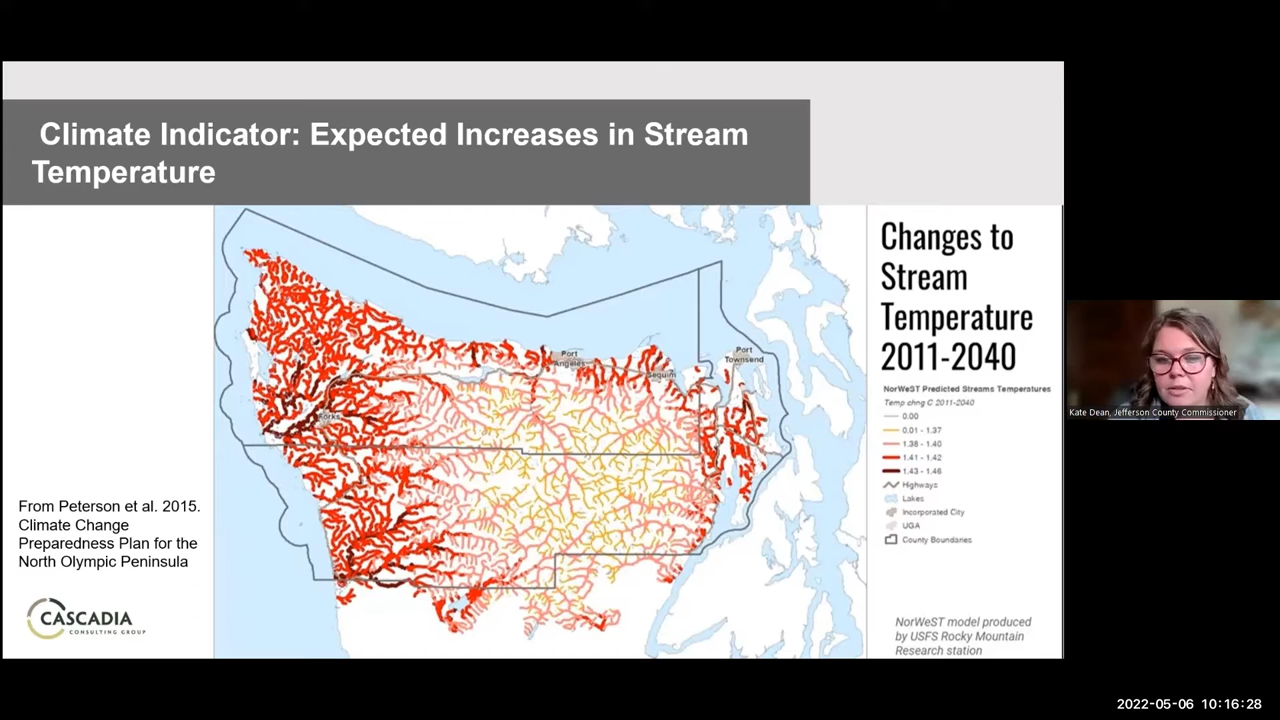 Climate Indicator: Expected Increases in Stream
Temperature
Changes to
Stream
Temperature
2011-2040
NorWeST Predicted Streams Temperatures
Temp chng C 2011-2040
0.00
0.01 - 1.37
1.38 - 1.40
1.41 - 1.42
1.43 - 1.46
Highways
Lakes
Incorporated City
UGA
County Boundaries
NorWeST model produced
by USFS Rocky Mountain
Research station
Port
Angeles
Sequim
Port
Townsend
Forks
From Peterson et al. 2015.
Climate Change
Preparedness Plan for the
North Olympic Peninsula
CASCADIA
CONSULTING GROUP
Kate Dean, Jefferson County Commissioner
2022-05-06 10:16:28